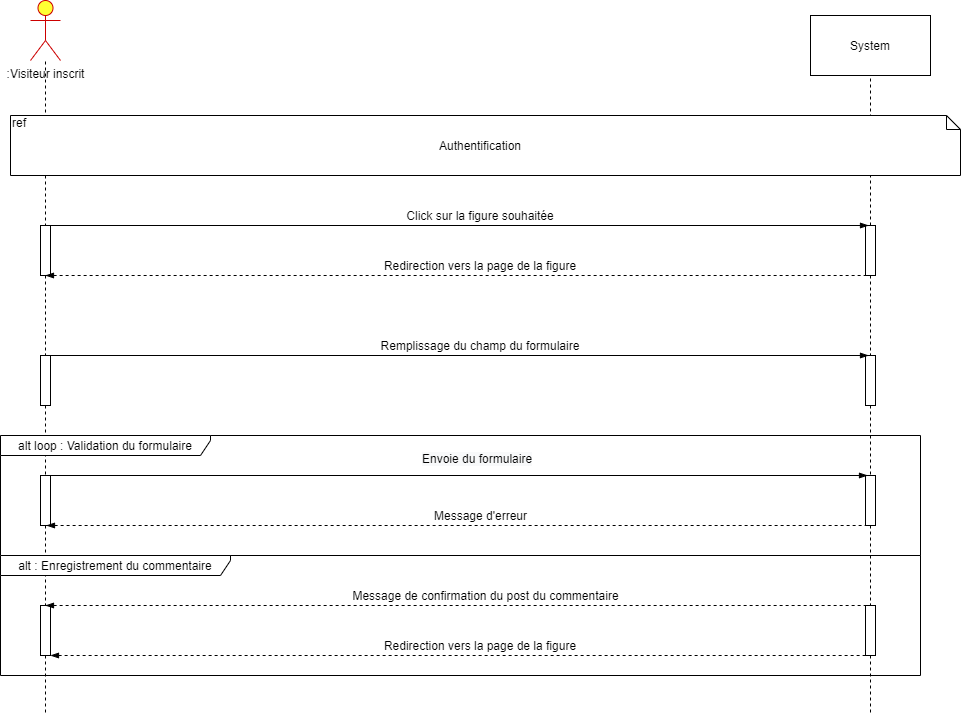 :Visiteur inscrit
System
ref
Authentification
Click sur la figure souhaitée
Redirection vers la page de la figure
Remplissage du champ du formulaire
alt loop : Validation du formulaire
Envoie du formulaire
Message d'erreur
alt : Enregistrement du commentaire
Message de confirmation du post du commentaire
Redirection vers la page de la figure